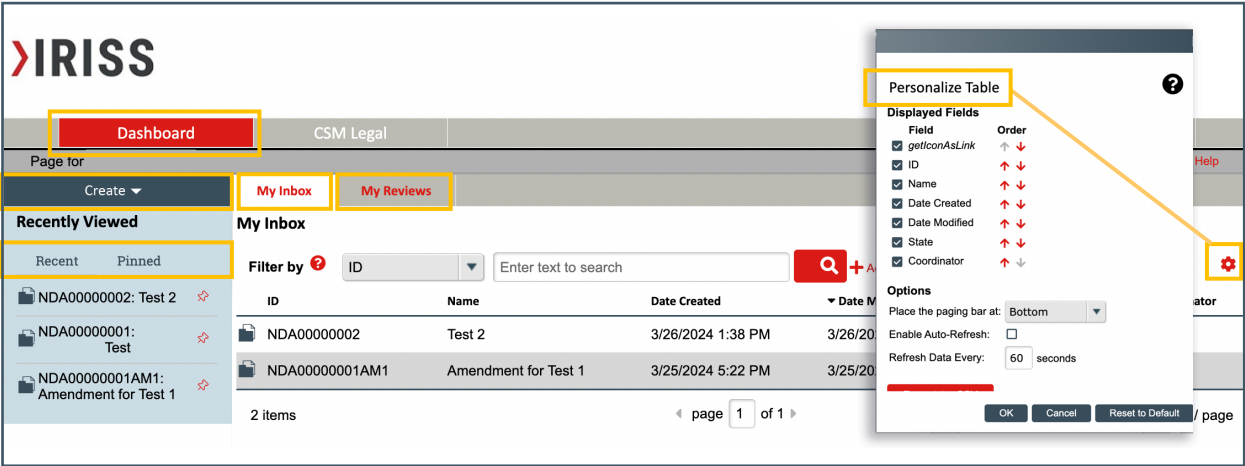 IRISS
Dashboard
CSM Legal
Page for
Help
Create
My Inbox
My Reviews
Recently Viewed
Recent
Pinned
NDA00000002: Test 2
NDA00000001:
Test
NDA00000001AM1:
Amendment for Test 1
My Inbox
Filter by ?
ID
Enter text to search
ID
Name
Date Created
Date M
ator
NDA00000002
Test 2
3/26/2024 1:38 PM
3/26/20
NDA00000001AM1
Amendment for Test 1
3/25/2024 5:22 PM
3/25/20
2 items
page 1 of 1
/ page
Personalize Table
?
Displayed Fields
Field Order
getIconAsLink
ID
Name
Date Created
Date Modified
State
Coordinator
Options
Place the paging bar at: Bottom
Enable Auto-Refresh:
Refresh Data Every: 60 seconds
OK
Cancel
Reset to Default